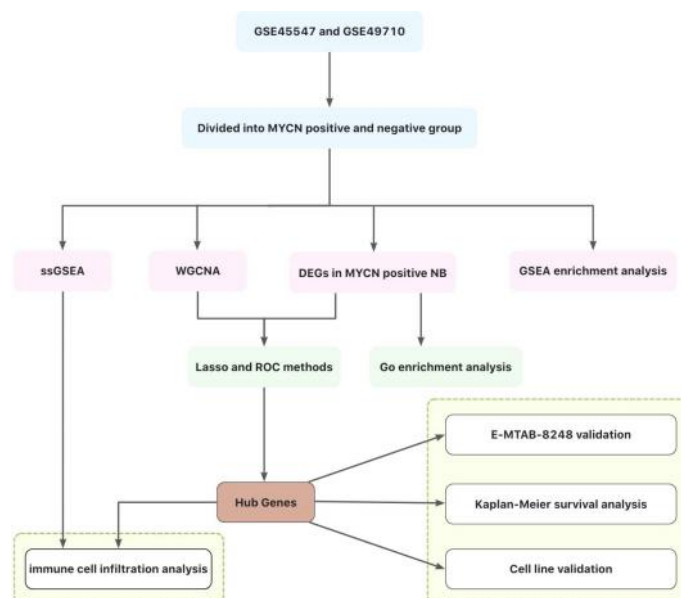 GSE45547 and GSE49710
Divided into MYCN positive and negative group
ssGSEA
WGCNA
DEGs in MYCN positive NB
GSEA enrichment analysis
Lasso and ROC methods
Go enrichment analysis
E-MTAB-8248 validation
Hub Genes
Kaplan-Meier survival analysis
immune cell infiltration analysis
Cell line validation